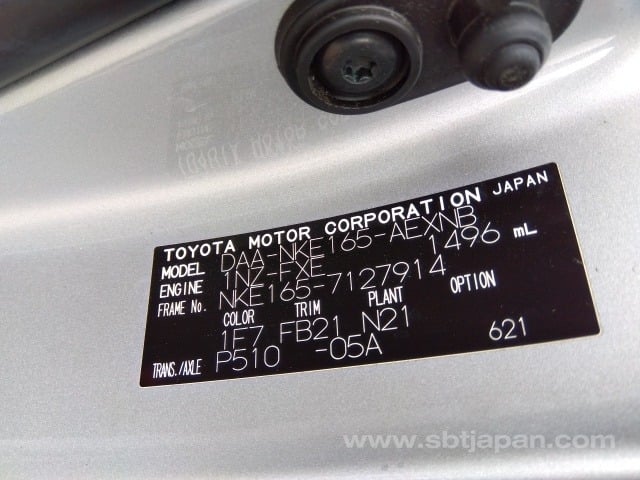 TOYOTA MOTOR CORPORATION JAPAN
MODEL DAA-NKE165-AEXNB
ENGINE 1NZ-FXE 1496 mL
FRAME No. NKE165-7127914
COLOR TRIM PLANT OPTION
1F7 FB21 N21
TRANS./AXLE P510 -05A 621
www.sbtjapan.com